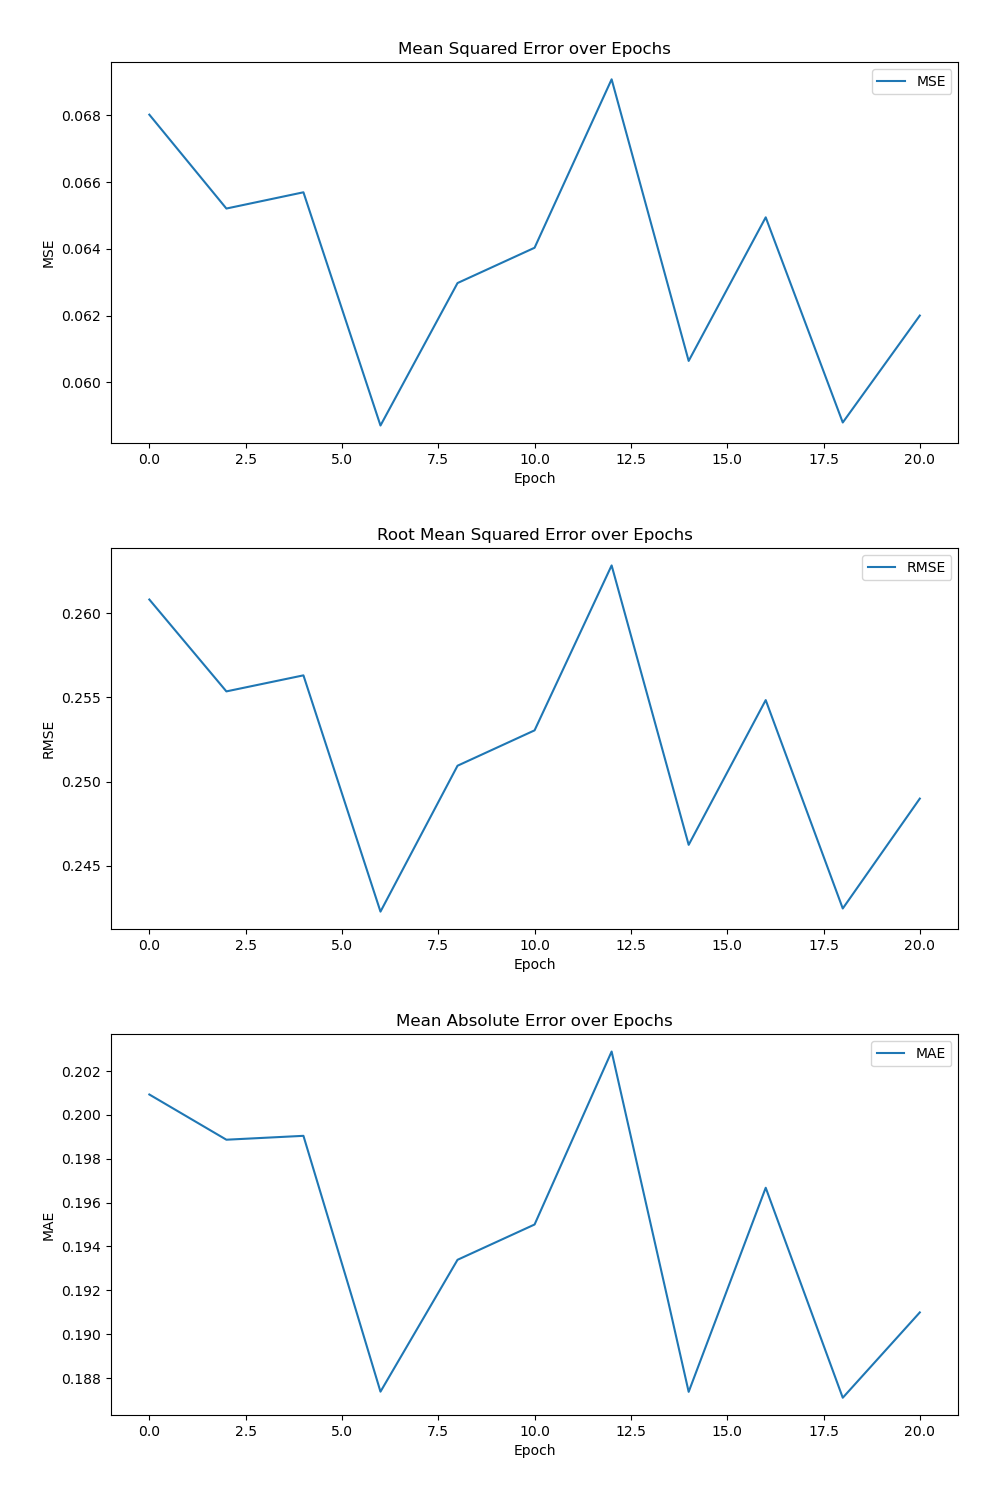 Mean Squared Error over Epochs
MSE
0.068
0.066
0.064
0.062
0.060
MSE
0.0 2.5 5.0 7.5 10.0 12.5 15.0 17.5 20.0
Epoch
Root Mean Squared Error over Epochs
RMSE
0.260
0.255
0.250
0.245
RMSE
0.0 2.5 5.0 7.5 10.0 12.5 15.0 17.5 20.0
Epoch
Mean Absolute Error over Epochs
MAE
0.202
0.200
0.198
0.196
0.194
0.192
0.190
0.188
MAE
0.0 2.5 5.0 7.5 10.0 12.5 15.0 17.5 20.0
Epoch